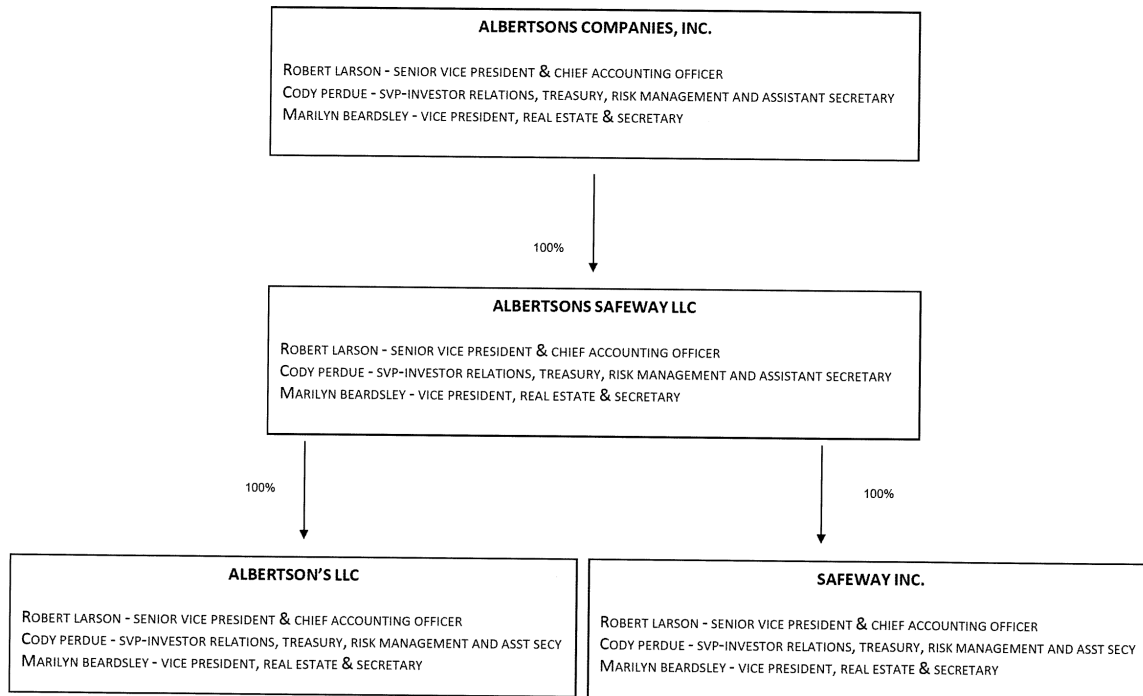 ALBERTSONS COMPANIES, INC.
ROBERT LARSON - SENIOR VICE PRESIDENT & CHIEF ACCOUNTING OFFICER
CODY PERDUE - SVP-INVESTOR RELATIONS, TREASURY, RISK MANAGEMENT AND ASSISTANT SECRETARY
MARILYN BEARDSLEY - VICE PRESIDENT, REAL ESTATE & SECRETARY
100%
ALBERTSONS SAFEWAY LLC
ROBERT LARSON - SENIOR VICE PRESIDENT & CHIEF ACCOUNTING OFFICER
CODY PERDUE - SVP-INVESTOR RELATIONS, TREASURY, RISK MANAGEMENT AND ASSISTANT SECRETARY
MARILYN BEARDSLEY - VICE PRESIDENT, REAL ESTATE & SECRETARY
100%
100%
ALBERTSON'S LLC
ROBERT LARSON - SENIOR VICE PRESIDENT & CHIEF ACCOUNTING OFFICER
CODY PERDUE - SVP-INVESTOR RELATIONS, TREASURY, RISK MANAGEMENT AND ASST SECY
MARILYN BEARDSLEY - VICE PRESIDENT, REAL ESTATE & SECRETARY
SAFEWAY INC.
ROBERT LARSON - SENIOR VICE PRESIDENT & CHIEF ACCOUNTING OFFICER
CODY PERDUE - SVP-INVESTOR RELATIONS, TREASURY, RISK MANAGEMENT AND ASST SECY
MARILYN BEARDSLEY - VICE PRESIDENT, REAL ESTATE & SECRETARY